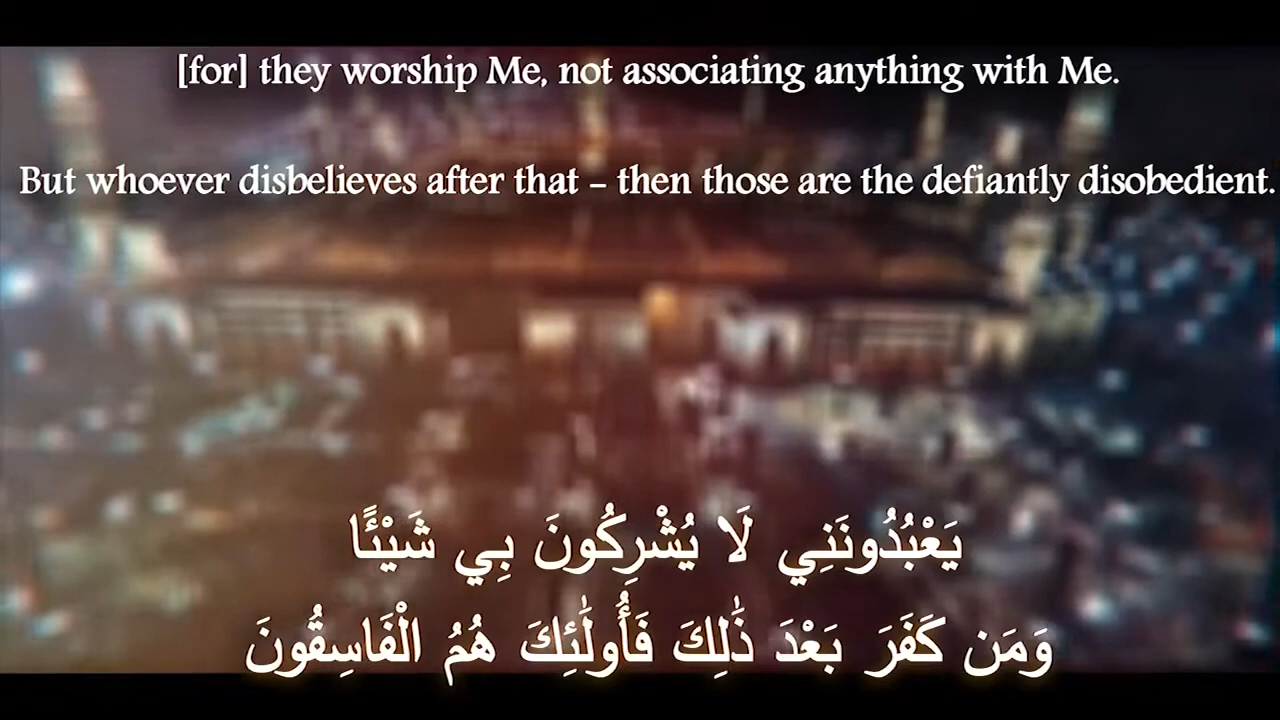 [for] they worship Me, not associating anything with Me.
But whoever disbelieves after that – then those are the defiantly disobedient.
يَعْبُدُونَنِي لَا يُشْرِكُونَ بِي شَيْئًا
وَمَن كَفَرَ بَعْدَ ذَٰلِكَ فَأُولَٰئِكَ هُمُ الْفَاسِقُونَ